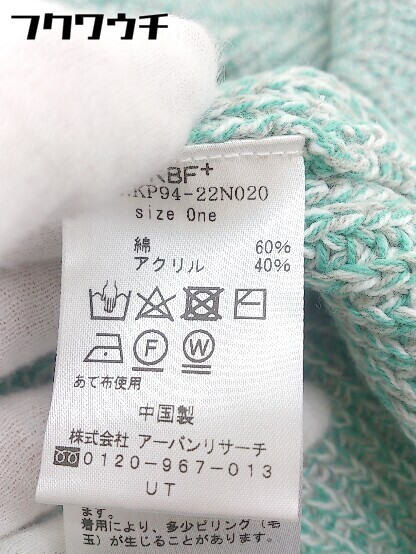 フクワウチ
KBF+
KP94-22N020
size One
綿 60%
アクリル 40%
F W
あて布使用
中国製
株式会社 アーバンリサーチ
0120-967-013
UT
ます。
着用により、多少ピリング(毛
玉)が生じることがあります。